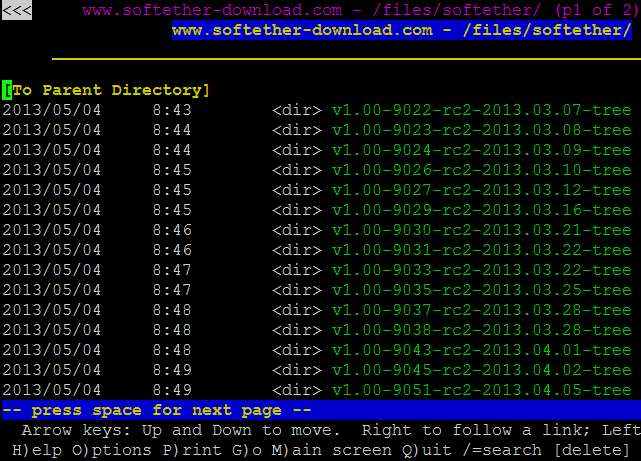 <<< www.softether-download.com - /files/softether/ (p1 of 2)
www.softether-download.com - /files/softether/
[To Parent Directory]
2013/05/04 8:43 <dir> v1.00-9022-rc2-2013.03.07-tree
2013/05/04 8:44 <dir> v1.00-9023-rc2-2013.03.08-tree
2013/05/04 8:44 <dir> v1.00-9024-rc2-2013.03.09-tree
2013/05/04 8:45 <dir> v1.00-9026-rc2-2013.03.10-tree
2013/05/04 8:45 <dir> v1.00-9027-rc2-2013.03.12-tree
2013/05/04 8:45 <dir> v1.00-9029-rc2-2013.03.16-tree
2013/05/04 8:46 <dir> v1.00-9030-rc2-2013.03.21-tree
2013/05/04 8:46 <dir> v1.00-9031-rc2-2013.03.22-tree
2013/05/04 8:47 <dir> v1.00-9033-rc2-2013.03.22-tree
2013/05/04 8:47 <dir> v1.00-9035-rc2-2013.03.25-tree
2013/05/04 8:48 <dir> v1.00-9037-rc2-2013.03.28-tree
2013/05/04 8:48 <dir> v1.00-9038-rc2-2013.03.28-tree
2013/05/04 8:48 <dir> v1.00-9043-rc2-2013.04.01-tree
2013/05/04 8:49 <dir> v1.00-9045-rc2-2013.04.02-tree
2013/05/04 8:49 <dir> v1.00-9051-rc2-2013.04.05-tree
-- press space for next page --
Arrow keys: Up and Down to move. Right to follow a link; Left
H)elp O)ptions P)rint G)o M)ain screen Q)uit /=search [delete]